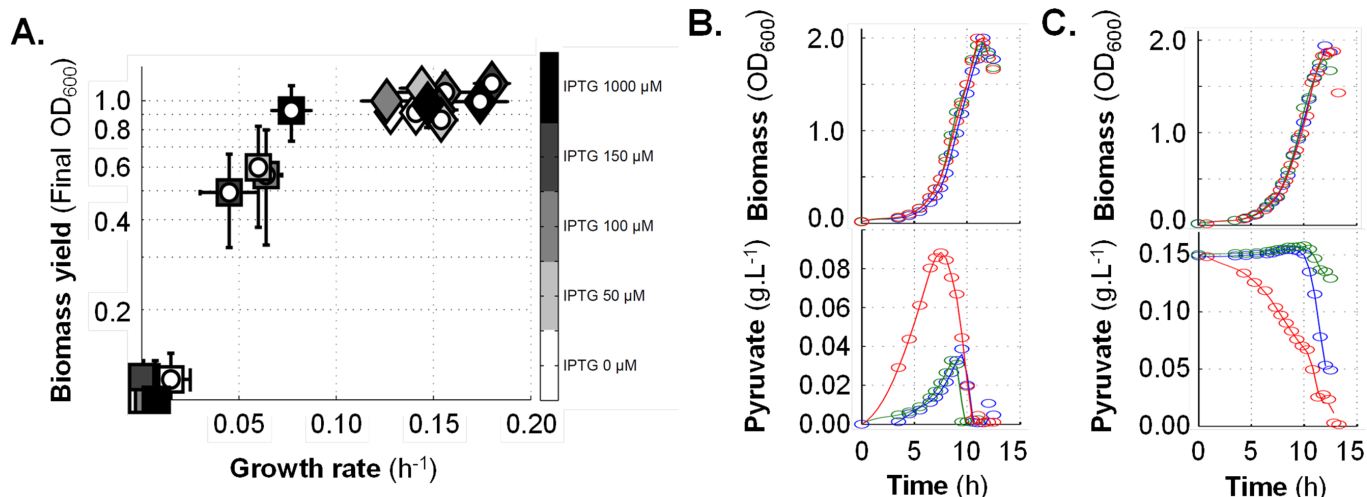 A.
Biomass yield (Final OD600)
1.0
0.8
0.6
0.4
0.2
0.05
0.10
0.15
0.20
Growth rate (h-1)
IPTG 1000 µM
IPTG 150 µM
IPTG 100 µM
IPTG 50 µM
IPTG 0 µM
B.
Biomass (OD600)
2.0
1.0
0.0
Pyruvate (g.L-1)
0.08
0.06
0.04
0.02
0.00
0
5
10
15
Time (h)
C.
Biomass (OD600)
2.0
1.0
0.0
Pyruvate (g.L-1)
0.15
0.10
0.05
0.00
0
5
10
15
Time (h)